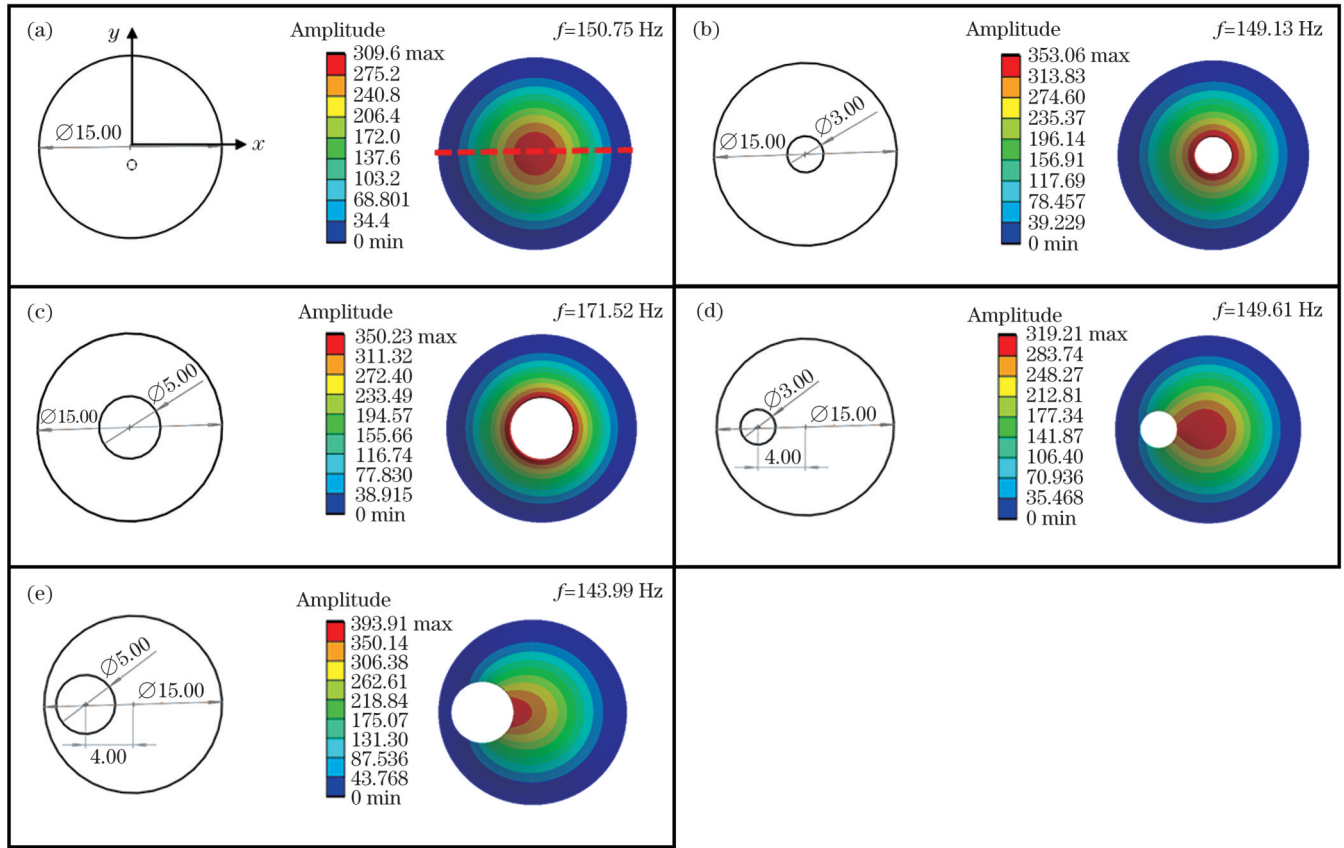 (a)
y
x
O
∅15.00
Amplitude
309.6 max
275.2
240.8
206.4
172.0
137.6
103.2
68.801
34.4
0 min
f=150.75 Hz
(b)
∅15.00
∅3.00
Amplitude
353.06 max
313.83
274.60
235.37
196.14
156.91
117.69
78.457
39.229
0 min
f=149.13 Hz
(c)
∅15.00
∅5.00
Amplitude
350.23 max
311.32
272.40
233.49
194.57
155.66
116.74
77.830
38.915
0 min
f=171.52 Hz
(d)
∅3.00
∅15.00
4.00
Amplitude
319.21 max
283.74
248.27
212.81
177.34
141.87
106.40
70.936
35.468
0 min
f=149.61 Hz
(e)
∅5.00
∅15.00
4.00
Amplitude
393.91 max
350.14
306.38
262.61
218.84
175.07
131.30
87.536
43.768
0 min
f=143.99 Hz